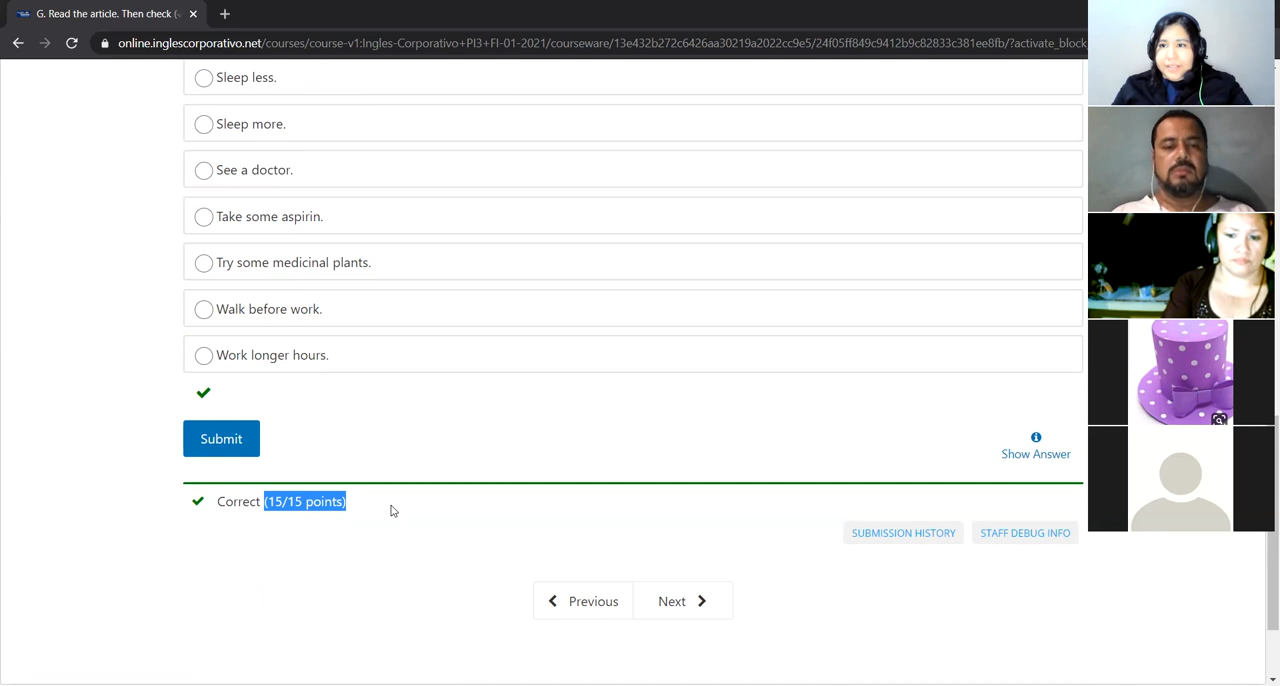 G. Read the article. Then check (
online.inglescorporativo.net/courses/course-v1:Ingles-Corporativo+PI3+FI-01-2021/courseware/13e432b272c6426aa30219a2022cc9e5/24f05ff849c9412b9c82833c381ee8fb/?activate_block
Sleep less.
Sleep more.
See a doctor.
Take some aspirin.
Try some medicinal plants.
Walk before work.
Work longer hours.
Submit
Show Answer
Correct (15/15 points)
SUBMISSION HISTORY
STAFF DEBUG INFO
Previous
Next